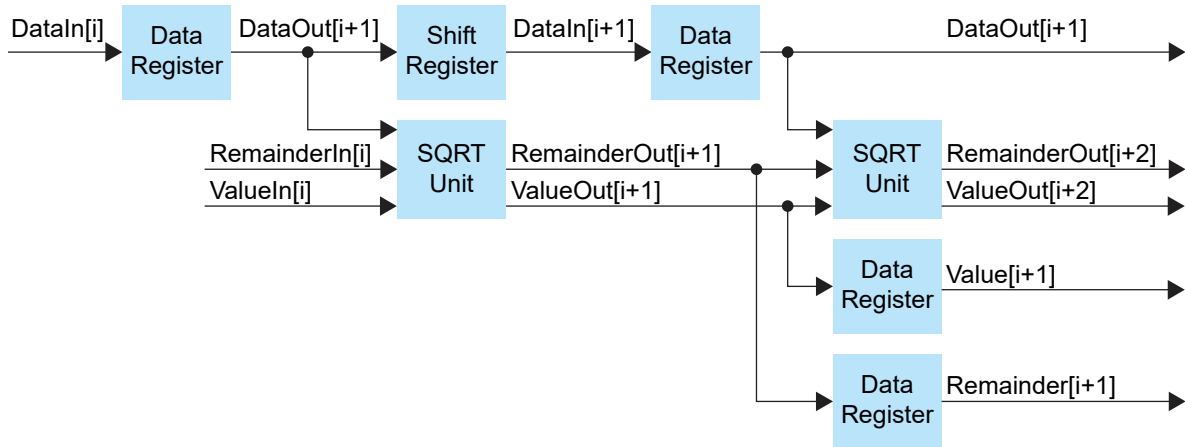 DataIn[i]
Data
Register
DataOut[i+1]
Shift
Register
DataIn[i+1]
Data
Register
DataOut[i+1]
RemainderIn[i]
ValueIn[i]
SQRT
Unit
RemainderOut[i+1]
ValueOut[i+1]
SQRT
Unit
RemainderOut[i+2]
ValueOut[i+2]
Data
Register
Value[i+1]
Data
Register
Remainder[i+1]